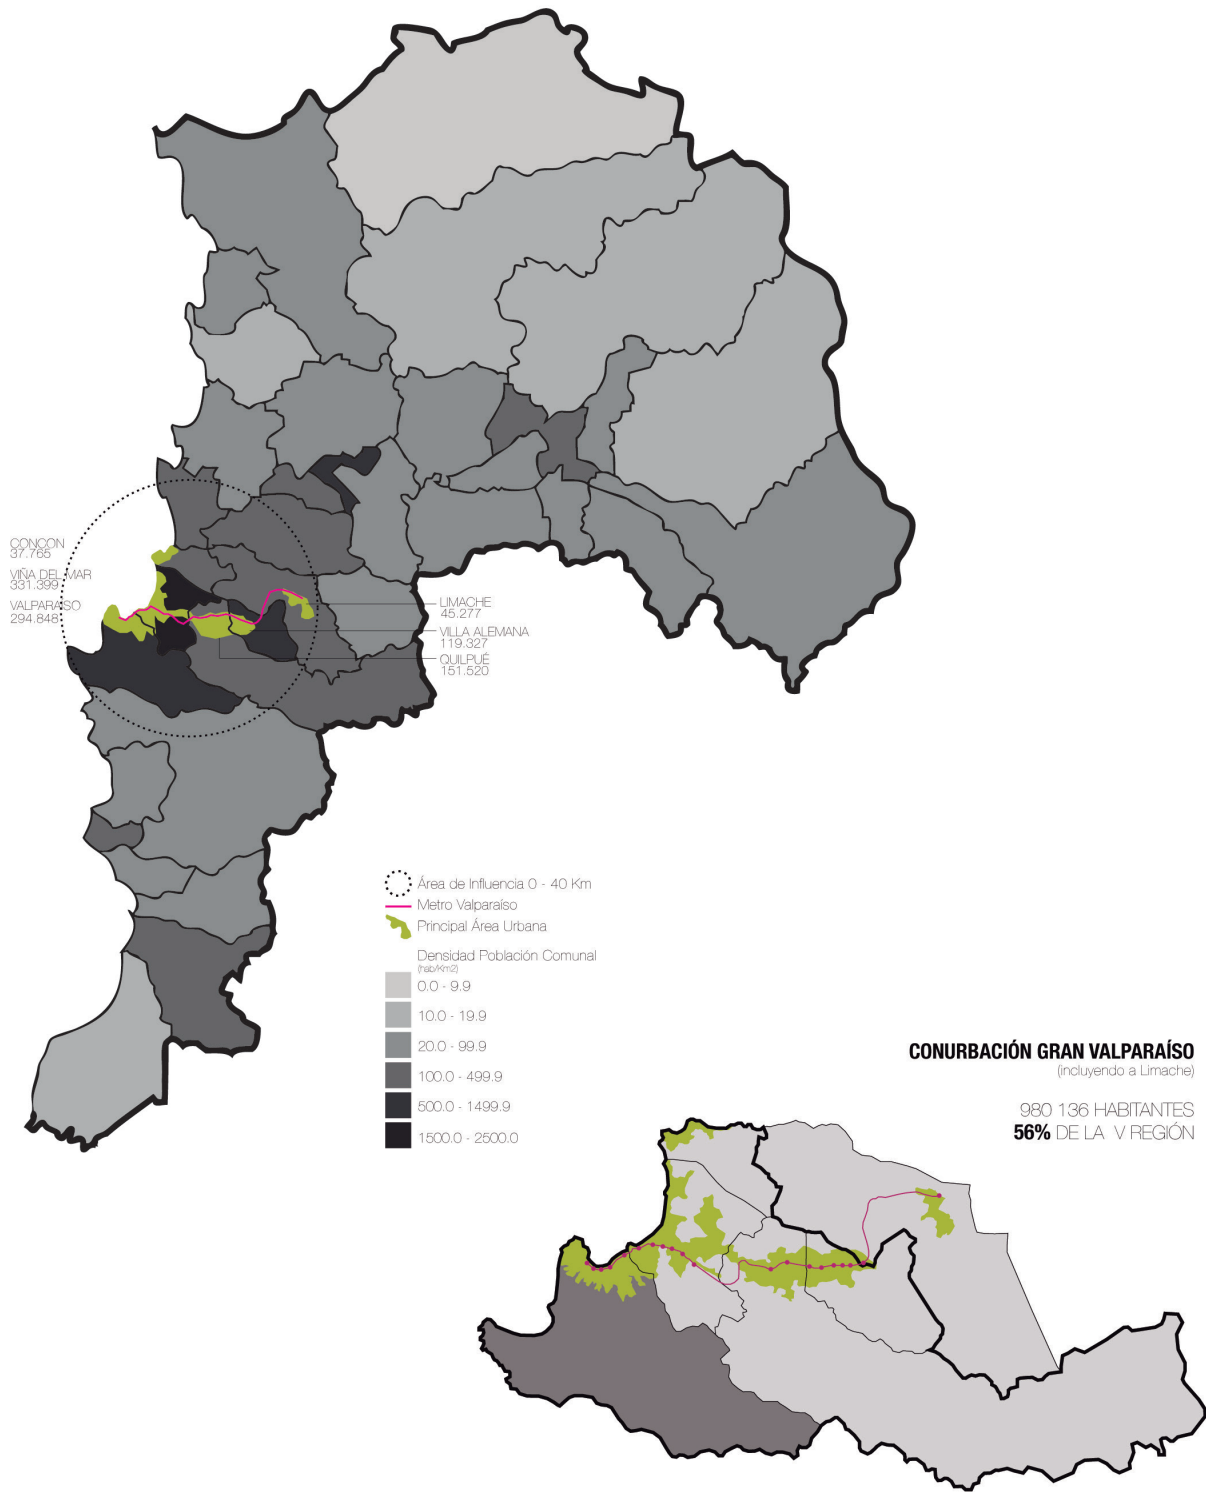 CONCON
37.765
VIÑA DEL MAR
331.399
VALPARAISO
294.848
LIMACHE
45.277
VILLA ALEMANA
119.327
QUILPUÉ
151.520
Área de Influencia 0 - 40 Km
Metro Valparaíso
Principal Área Urbana
Densidad Población Comunal
(hab/Km2)
0.0 - 9.9
10.0 - 19.9
20.0 - 99.9
100.0 - 499.9
500.0 - 1499.9
1500.0 - 2500.0
CONURBACIÓN GRAN VALPARAÍSO
(incluyendo a Limache)
980 136 HABITANTES
56% DE LA V REGIÓN